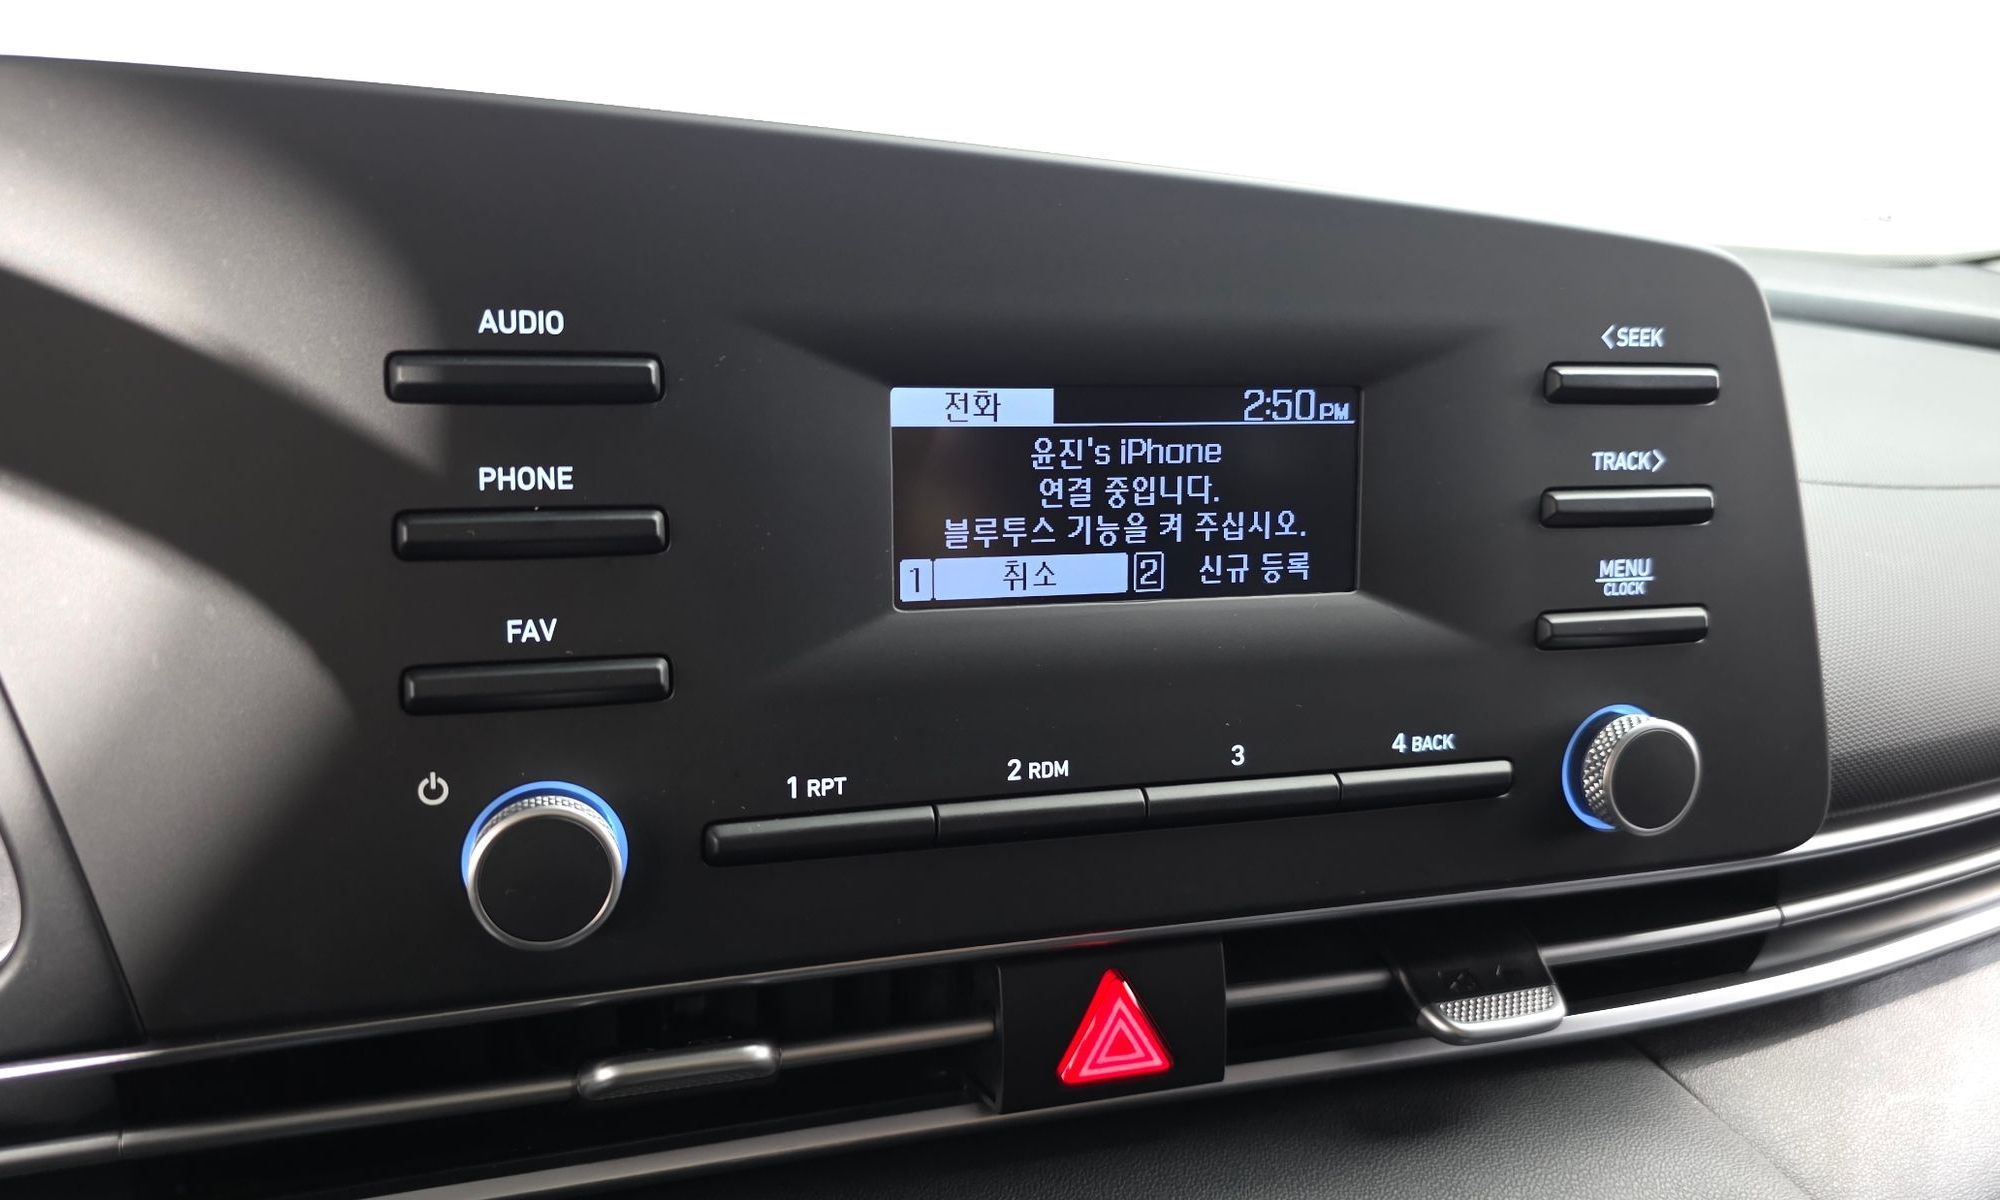 AUDIO
PHONE
FAV
전화 2:50PM
윤진's iPhone
연결 중입니다.
블루투스 기능을 켜 주십시오.
1 취소 2 신규 등록
<SEEK
TRACK>
MENU
CLOCK
1 RPT
2 RDM
3
4 BACK